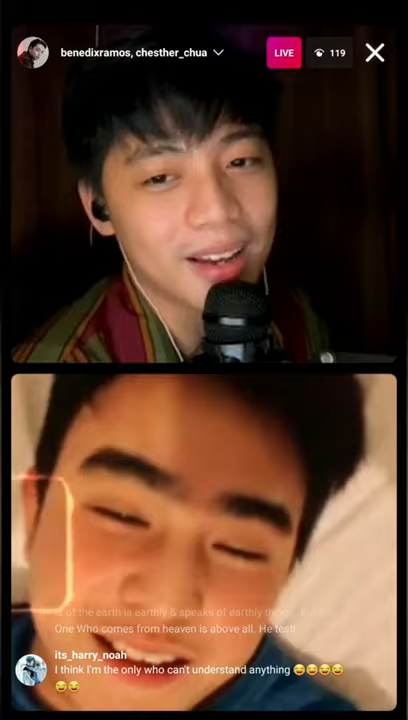 benedixramos, chesther_chua
LIVE
119
is of the earth is earthly & speaks of earthly
One Who comes from heaven is above all. He testi
its_harry_noah
I think I'm the only who can't understand anything 😅😅😅😅
😅😅